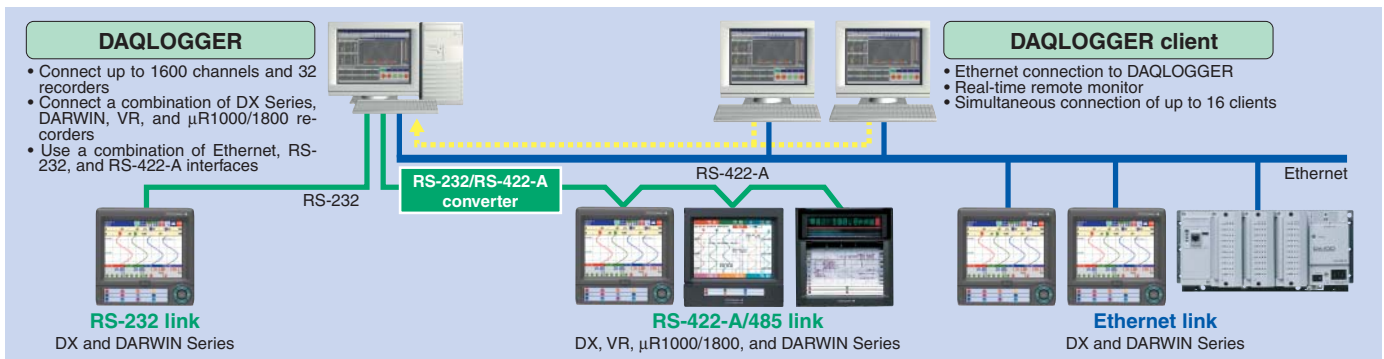 DAQLOGGER
• Connect up to 1600 channels and 32
recorders
• Connect a combination of DX Series,
DARWIN, VR, and µR1000/1800 re-
corders
• Use a combination of Ethernet, RS-
232, and RS-422-A interfaces
DAQLOGGER client
• Ethernet connection to DAQLOGGER
• Real-time remote monitor
• Simultaneous connection of up to 16 clients
RS-232
RS-232/RS-422-A
converter
RS-422-A
Ethernet
RS-232 link
DX and DARWIN Series
RS-422-A/485 link
DX, VR, µR1000/1800, and DARWIN Series
Ethernet link
DX and DARWIN Series